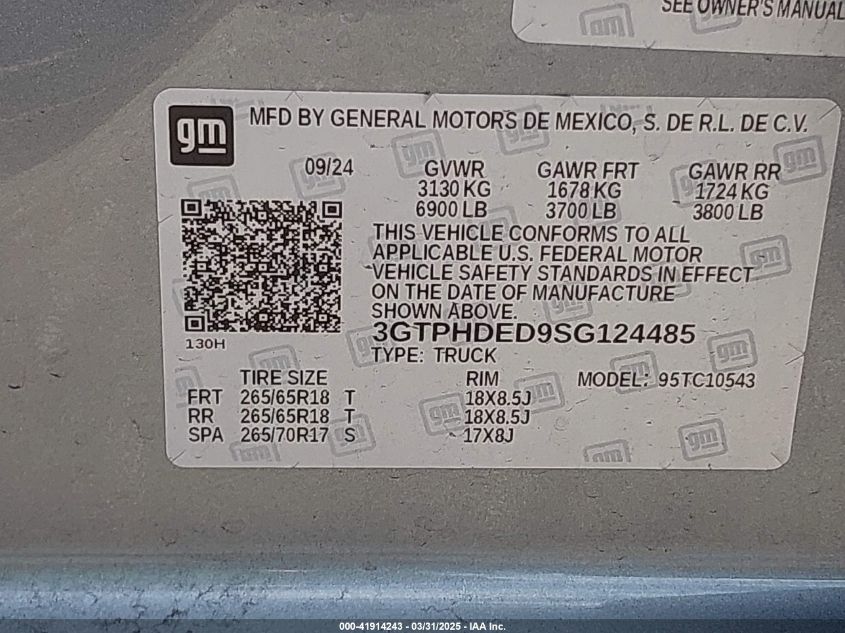 SEE OWNER'S MANUAL
gm
MFD BY GENERAL MOTORS DE MEXICO, S. DE R.L. DE C.V.
09/24 GVWR GAWR FRT GAWR RR
3130 KG 1678 KG 1724 KG
6900 LB 3700 LB 3800 LB
THIS VEHICLE CONFORMS TO ALL
APPLICABLE U.S. FEDERAL MOTOR
VEHICLE SAFETY STANDARDS IN EFFECT
ON THE DATE OF MANUFACTURE
SHOWN ABOVE.
3GTPHDED9SG124485
130H
TYPE: TRUCK
TIRE SIZE RIM MODEL: 95TC10543
FRT 265/65R18 T 18X8.5J
RR 265/65R18 T 18X8.5J
SPA 265/70R17 S 17X8J
000-41914243 - 03/31/2025 - IAA Inc.